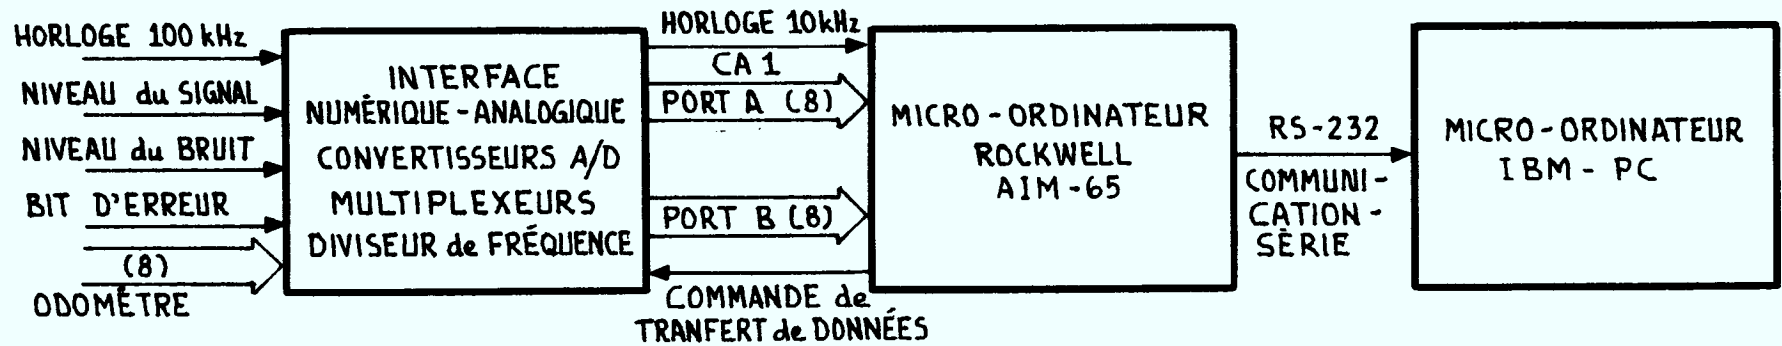 HORLOGE 100 kHz
NIVEAU du SIGNAL
NIVEAU du BRUIT
BIT D'ERREUR
(8)
ODOMÈTRE
INTERFACE
NUMÉRIQUE - ANALOGIQUE
CONVERTISSEURS A/D
MULTIPLEXEURS
DIVISEUR de FRÉQUENCE
HORLOGE 10 kHz
CA 1
PORT A (8)
PORT B (8)
COMMANDE de
TRANFERT de DONNÉES
MICRO - ORDINATEUR
ROCKWELL
AIM - 65
RS - 232
COMMUNI -
CATION -
SÉRIE
MICRO - ORDINATEUR
IBM - PC